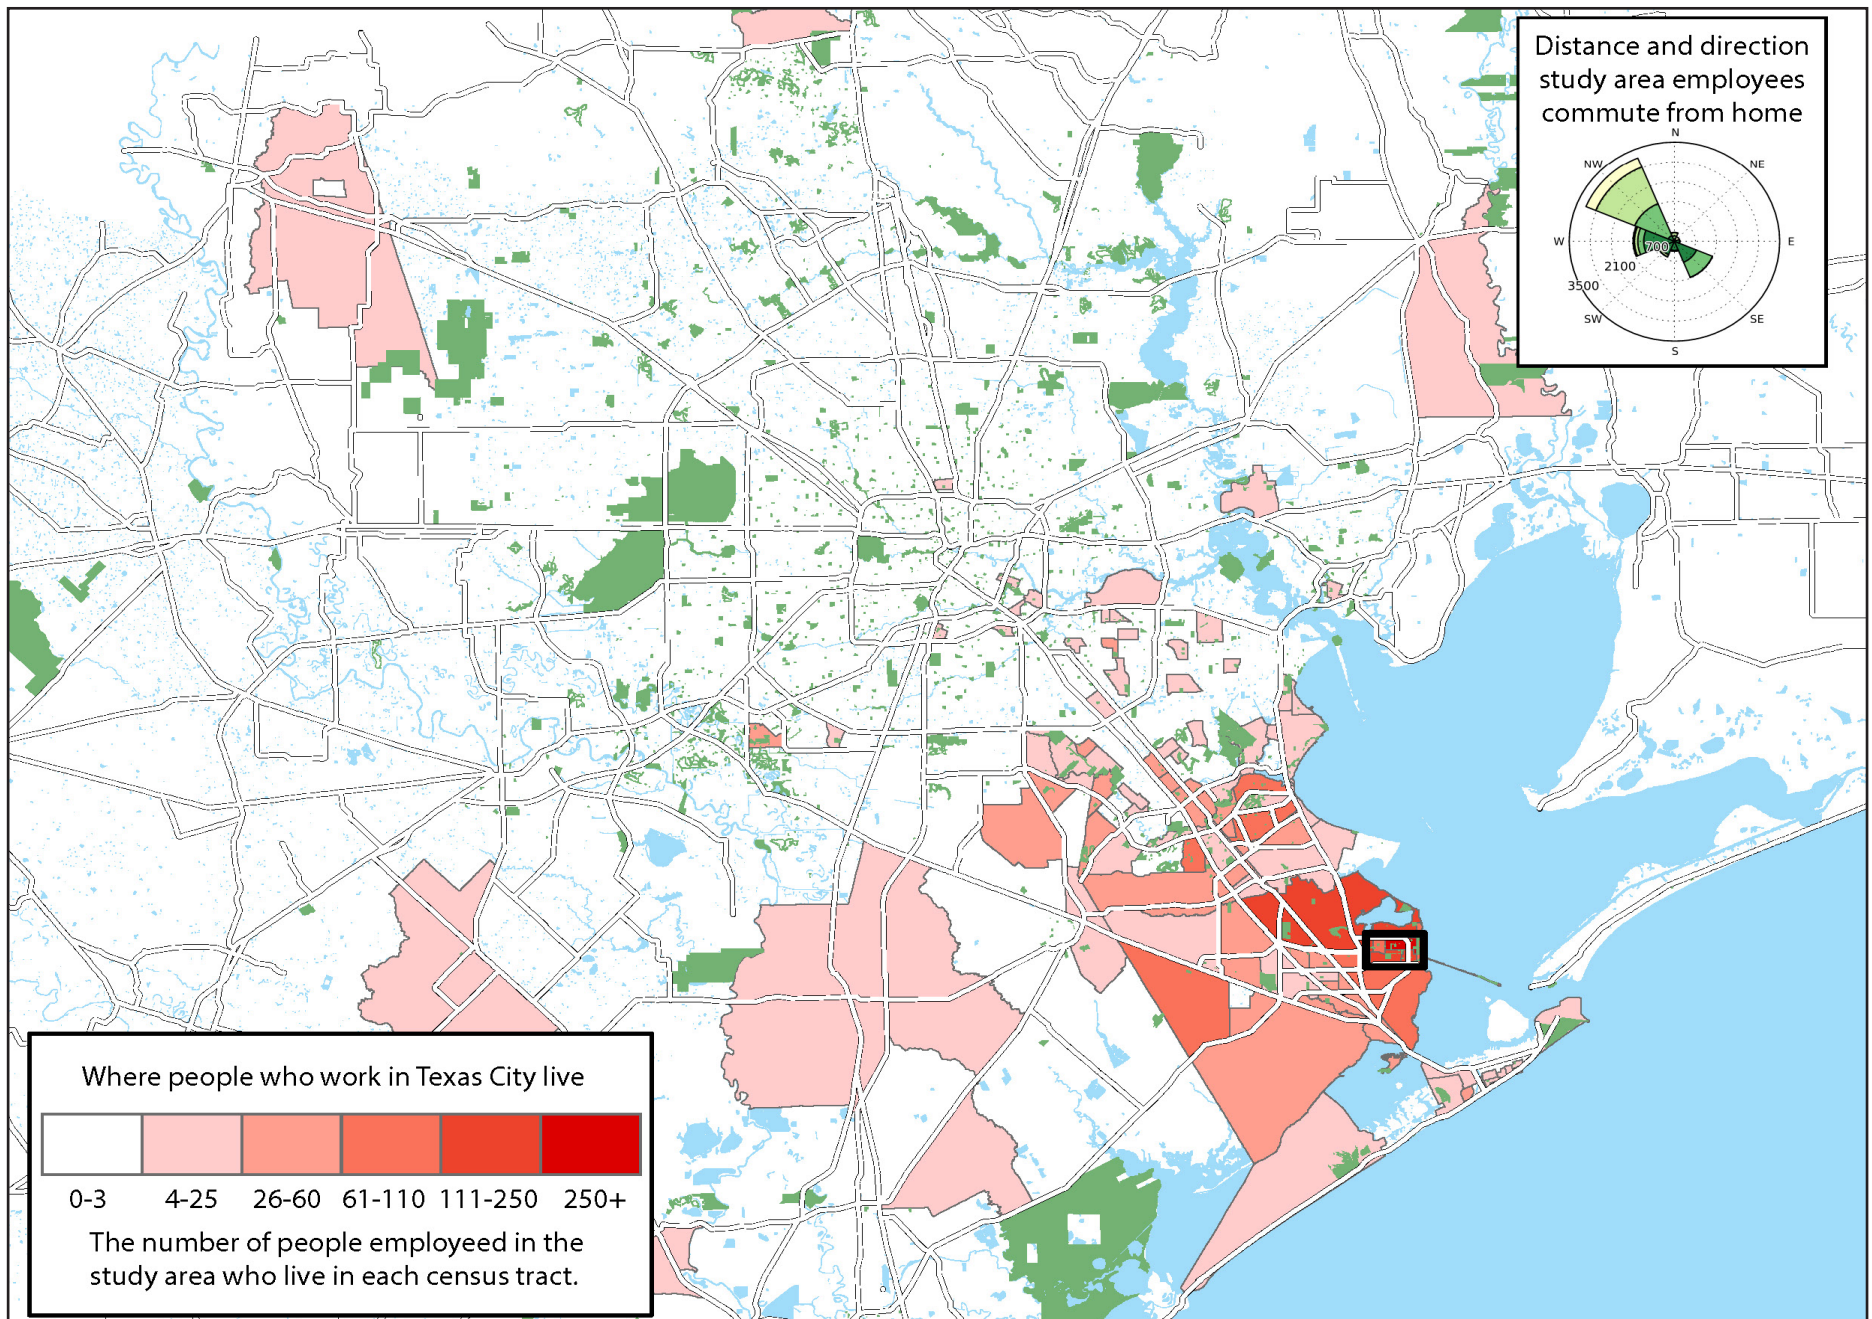 Distance and direction
study area employees
commute from home
N
NW
NE
W
E
700
2100
3500
SW
SE
S
Where people who work in Texas City live
0-3 4-25 26-60 61-110 111-250 250+
The number of people employeed in the
study area who live in each census tract.